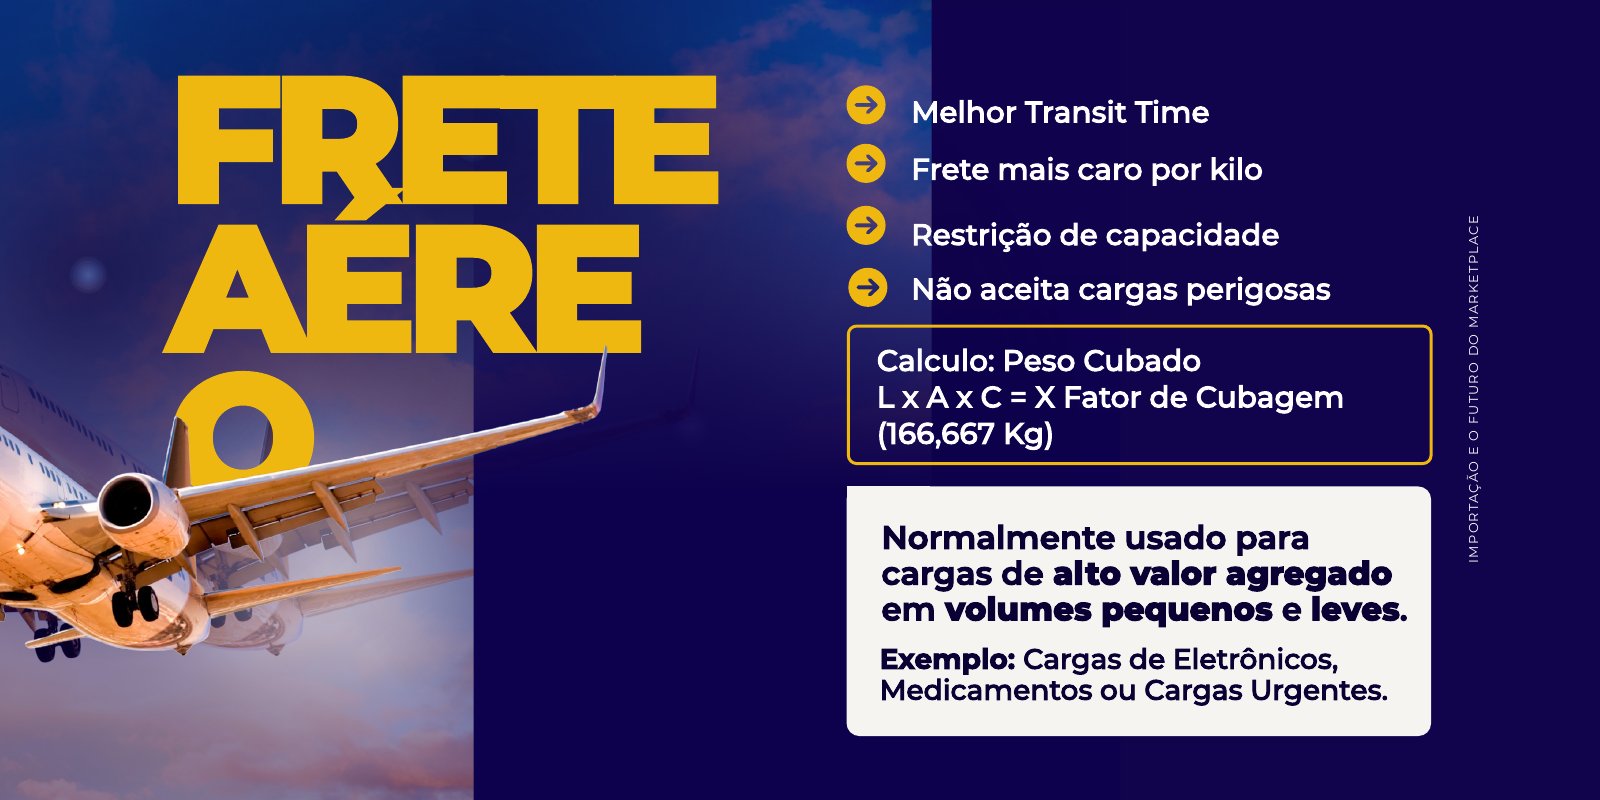 FRETE
AÉRE
O
Melhor Transit Time
Frete mais caro por kilo
Restrição de capacidade
Não aceita cargas perigosas
Calculo: Peso Cubado
L x A x C = X Fator de Cubagem
(166,667 Kg)
Normalmente usado para
cargas de alto valor agregado
em volumes pequenos e leves.
Exemplo: Cargas de Eletrônicos,
Medicamentos ou Cargas Urgentes.
IMPORTAÇÃO E O FUTURO DO MARKETPLACE